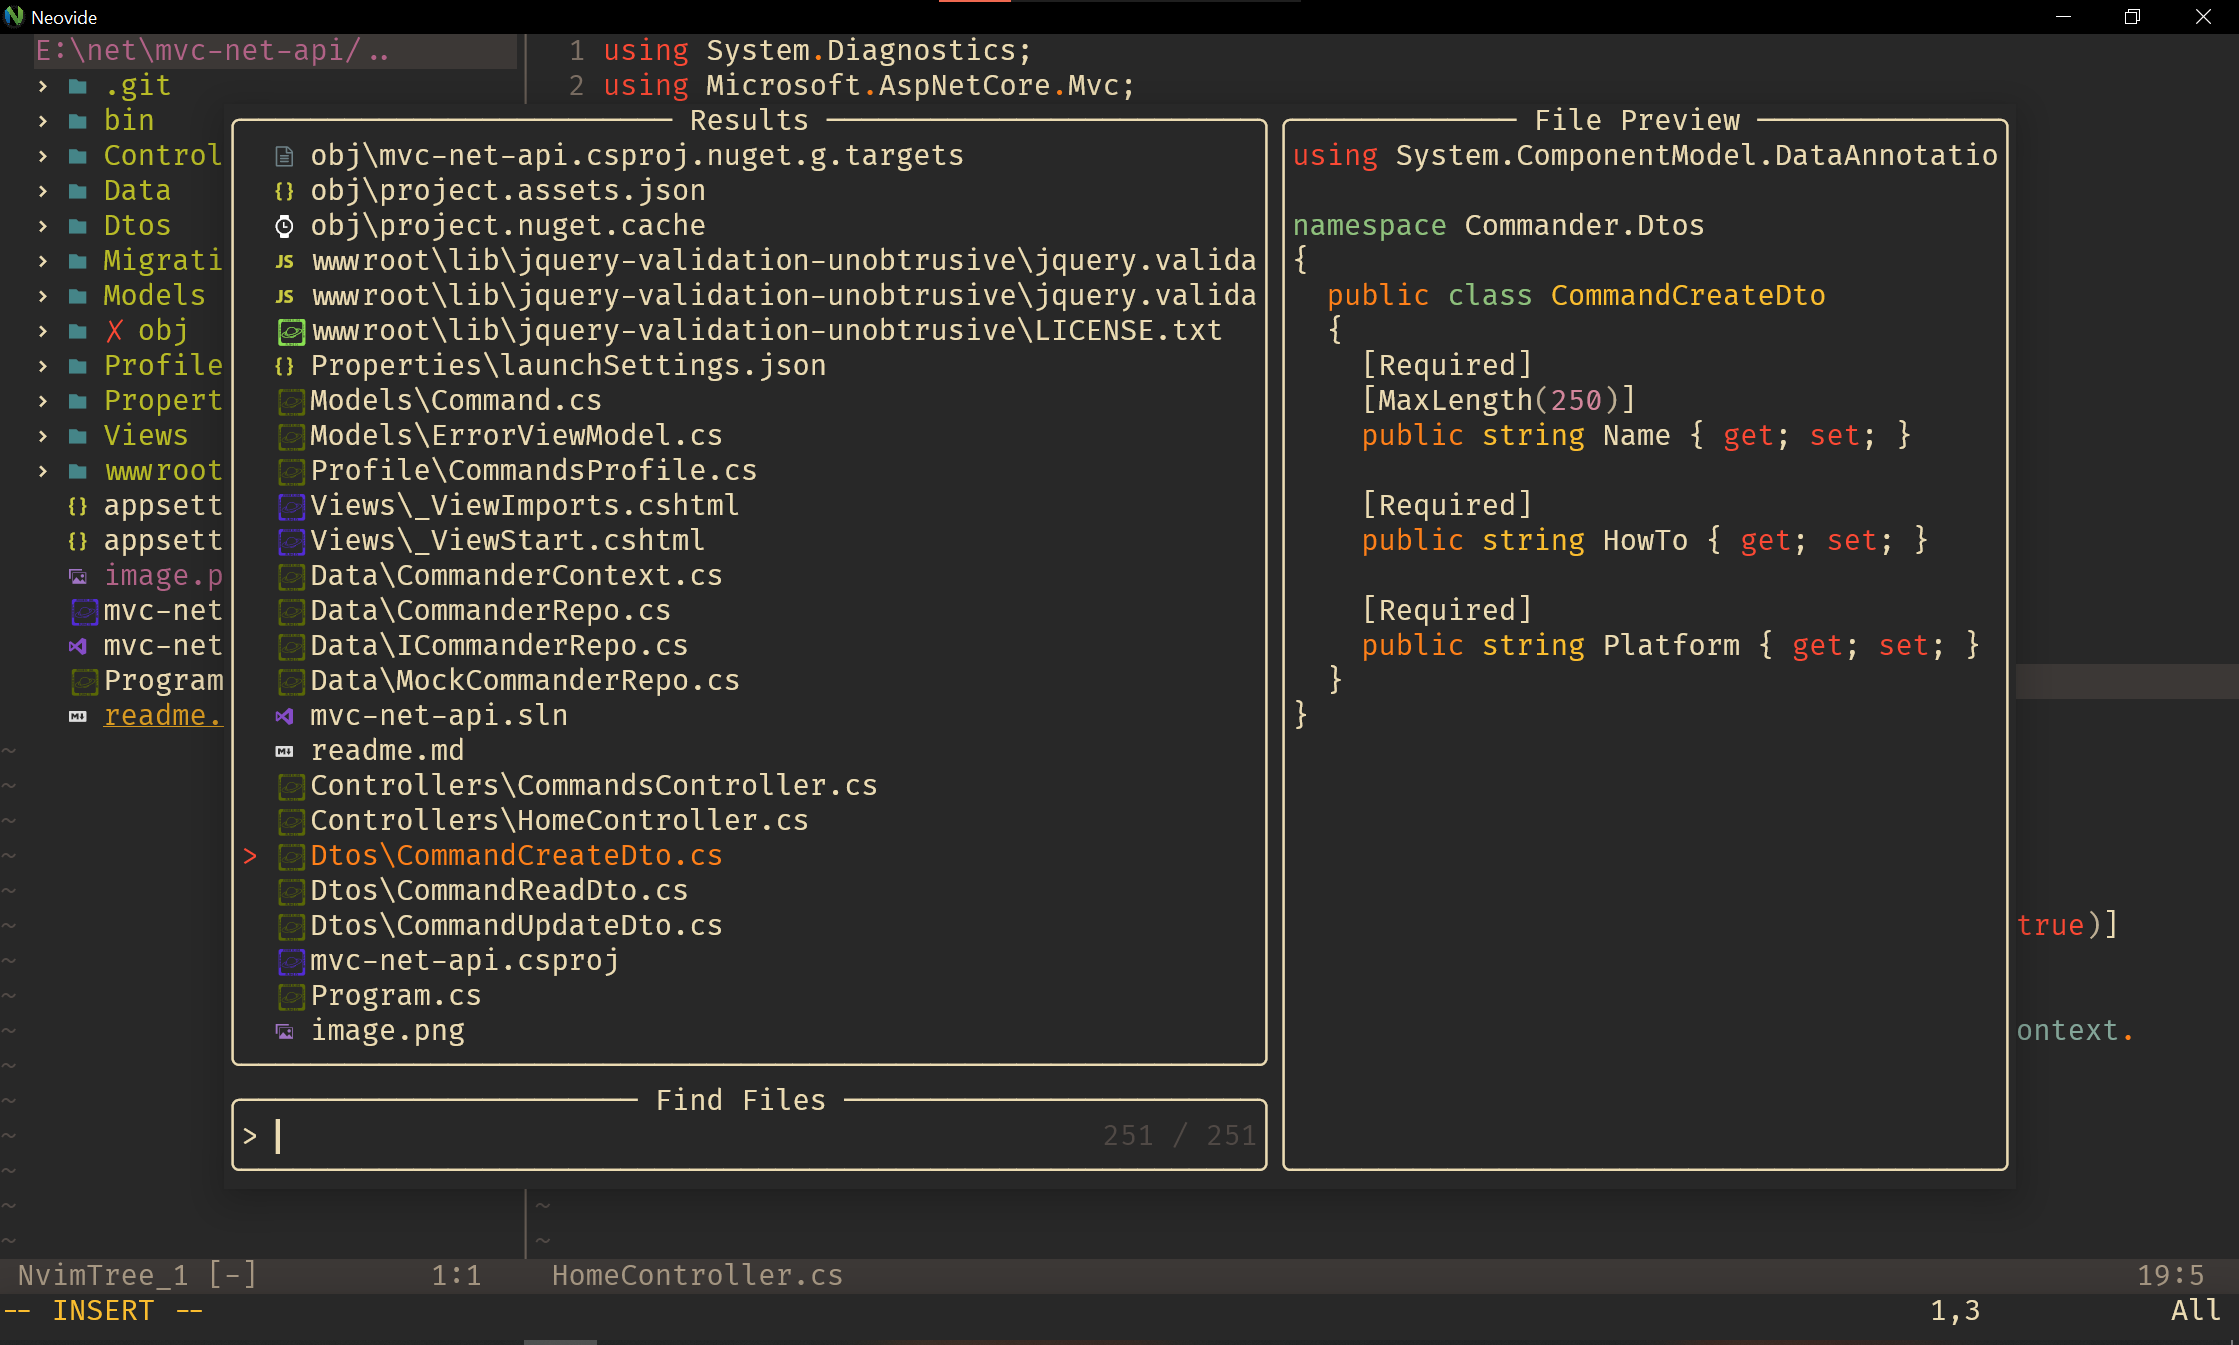 Neovide
E:\net\mvc-net-api/..
.git
bin
Control
Data
Dtos
Migrati
Models
✗ obj
Profile
Propert
Views
wwwroot
{} appsett
{} appsett
image.p
mvc-net
mvc-net
Program
readme.
1 using System.Diagnostics;
2 using Microsoft.AspNetCore.Mvc;
Results
obj\mvc-net-api.csproj.nuget.g.targets
{} obj\project.assets.json
obj\project.nuget.cache
JS wwwroot\lib\jquery-validation-unobtrusive\jquery.valida
JS wwwroot\lib\jquery-validation-unobtrusive\jquery.valida
wwwroot\lib\jquery-validation-unobtrusive\LICENSE.txt
{} Properties\launchSettings.json
Models\Command.cs
Models\ErrorViewModel.cs
Profile\CommandsProfile.cs
Views\_ViewImports.cshtml
Views\_ViewStart.cshtml
Data\CommanderContext.cs
Data\CommanderRepo.cs
Data\ICommanderRepo.cs
Data\MockCommanderRepo.cs
mvc-net-api.sln
readme.md
Controllers\CommandsController.cs
Controllers\HomeController.cs
> Dtos\CommandCreateDto.cs
Dtos\CommandReadDto.cs
Dtos\CommandUpdateDto.cs
mvc-net-api.csproj
Program.cs
image.png
Find Files
> 251 / 251
File Preview
using System.ComponentModel.DataAnnotatio
namespace Commander.Dtos
{
public class CommandCreateDto
{
[Required]
[MaxLength(250)]
public string Name { get; set; }
[Required]
public string HowTo { get; set; }
[Required]
public string Platform { get; set; }
}
}
true)]
ontext.
NvimTree_1 [-] 1:1 HomeController.cs 19:5
-- INSERT -- 1,3 All